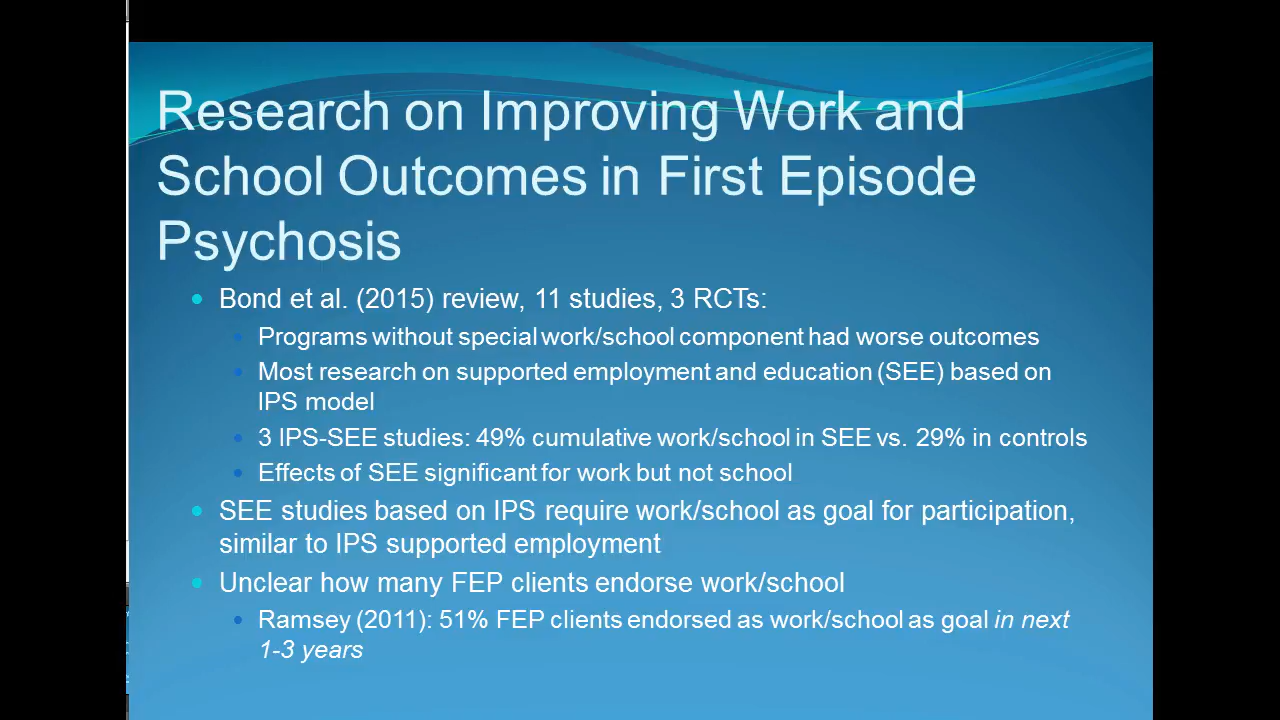 Research on Improving Work and
School Outcomes in First Episode
Psychosis
Bond et al. (2015) review, 11 studies, 3 RCTs:
Programs without special work/school component had worse outcomes
Most research on supported employment and education (SEE) based on
IPS model
3 IPS-SEE studies: 49% cumulative work/school in SEE vs. 29% in controls
Effects of SEE significant for work but not school
SEE studies based on IPS require work/school as goal for participation,
similar to IPS supported employment
Unclear how many FEP clients endorse work/school
Ramsey (2011): 51% FEP clients endorsed as work/school as goal in next
1-3 years